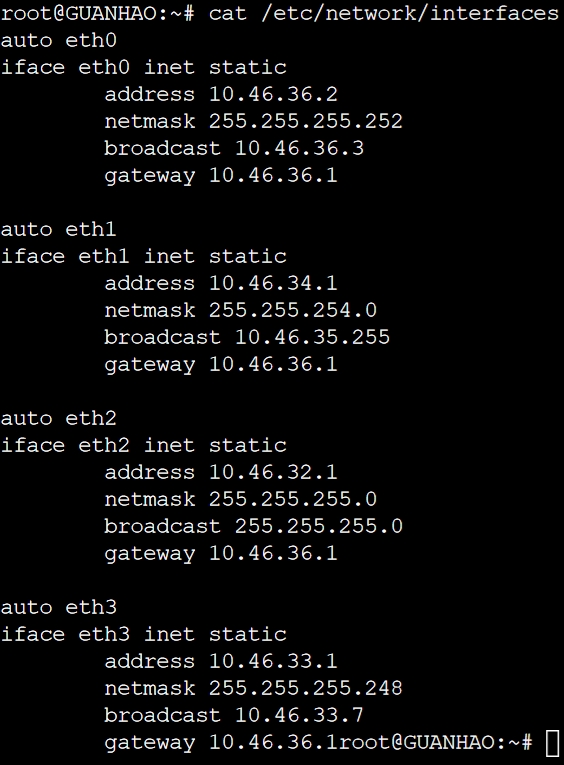 root@GUANHAO:~# cat /etc/network/interfaces
auto eth0
iface eth0 inet static
        address 10.46.36.2
        netmask 255.255.255.252
        broadcast 10.46.36.3
        gateway 10.46.36.1

auto eth1
iface eth1 inet static
        address 10.46.34.1
        netmask 255.255.254.0
        broadcast 10.46.35.255
        gateway 10.46.36.1

auto eth2
iface eth2 inet static
        address 10.46.32.1
        netmask 255.255.255.0
        broadcast 255.255.255.0
        gateway 10.46.36.1

auto eth3
iface eth3 inet static
        address 10.46.33.1
        netmask 255.255.255.248
        broadcast 10.46.33.7
        gateway 10.46.36.1root@GUANHAO:~#